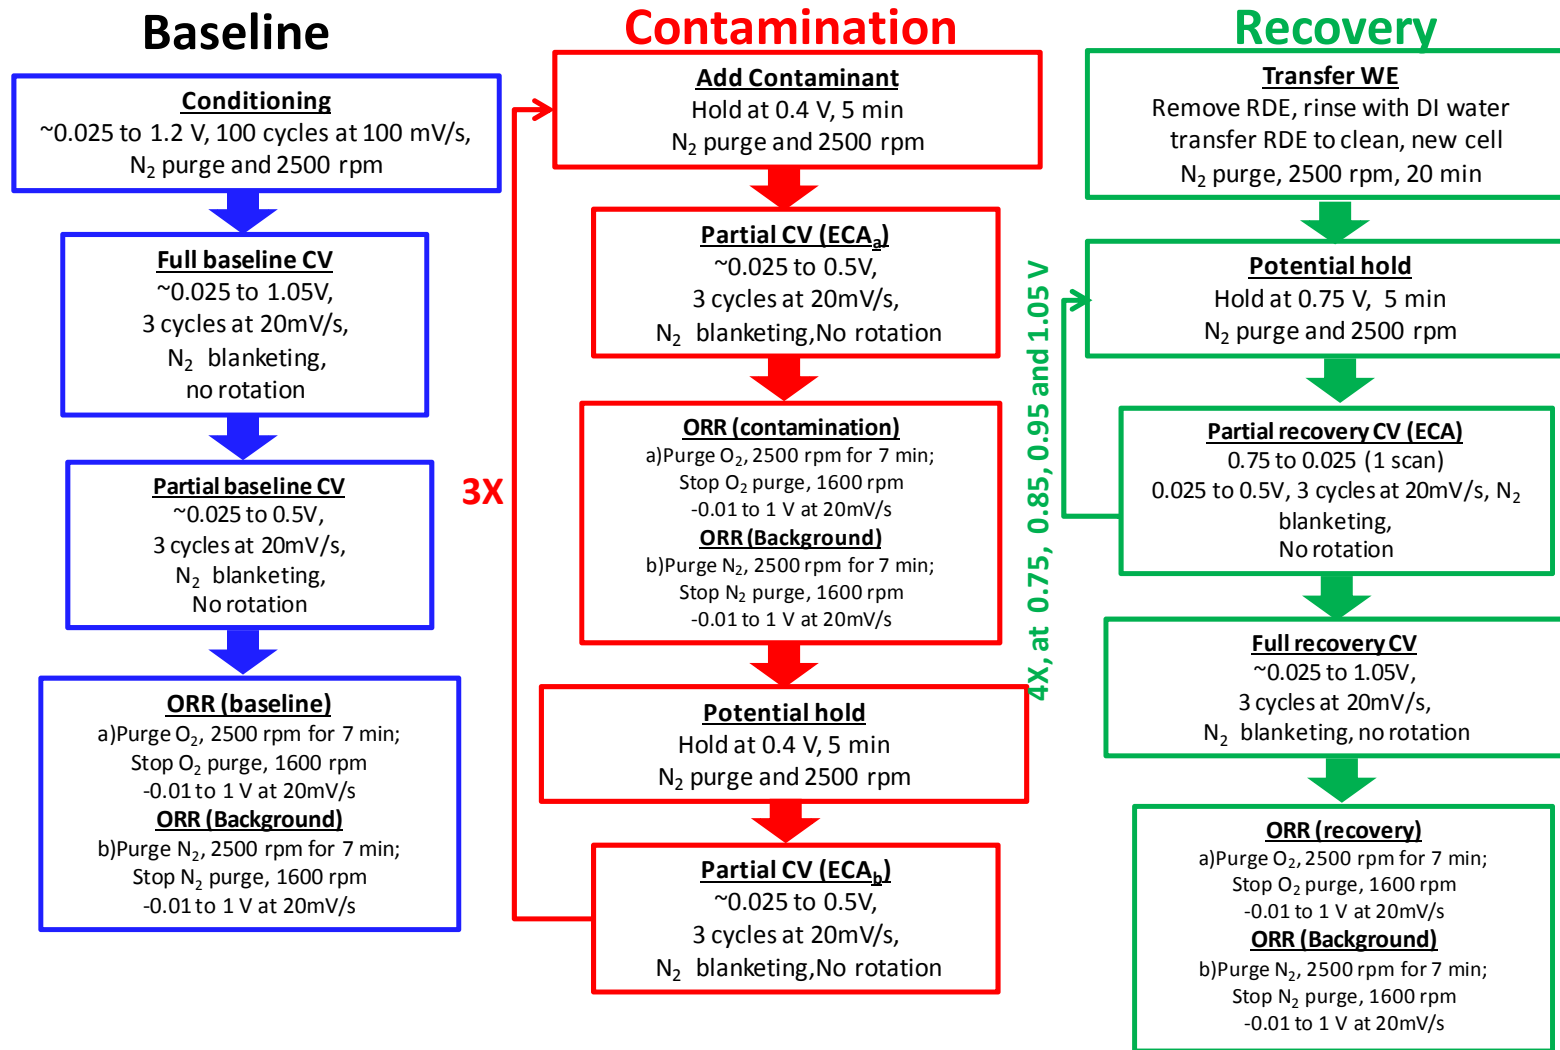 Baseline
Conditioning
~0.025 to 1.2 V, 100 cycles at 100 mV/s,
N₂ purge and 2500 rpm
Full baseline CV
~0.025 to 1.05V,
3 cycles at 20mV/s,
N₂ blanketing,
no rotation
Partial baseline CV
~0.025 to 0.5V,
3 cycles at 20mV/s,
N₂ blanketing,
No rotation
ORR (baseline)
a)Purge O₂, 2500 rpm for 7 min;
Stop O₂ purge, 1600 rpm
-0.01 to 1 V at 20mV/s
ORR (Background)
b)Purge N₂, 2500 rpm for 7 min;
Stop N₂ purge, 1600 rpm
-0.01 to 1 V at 20mV/s
Contamination
Add Contaminant
Hold at 0.4 V, 5 min
N₂ purge and 2500 rpm
Partial CV (ECAₐ)
~0.025 to 0.5V,
3 cycles at 20mV/s,
N₂ blanketing,No rotation
ORR (contamination)
a)Purge O₂, 2500 rpm for 7 min;
Stop O₂ purge, 1600 rpm
-0.01 to 1 V at 20mV/s
ORR (Background)
b)Purge N₂, 2500 rpm for 7 min;
Stop N₂ purge, 1600 rpm
-0.01 to 1 V at 20mV/s
Potential hold
Hold at 0.4 V, 5 min
N₂ purge and 2500 rpm
Partial CV (ECA_b)
~0.025 to 0.5V,
3 cycles at 20mV/s,
N₂ blanketing,No rotation
3X
Recovery
Transfer WE
Remove RDE, rinse with DI water
transfer RDE to clean, new cell
N₂ purge, 2500 rpm, 20 min
Potential hold
Hold at 0.75 V, 5 min
N₂ purge and 2500 rpm
Partial recovery CV (ECA)
0.75 to 0.025 (1 scan)
0.025 to 0.5V, 3 cycles at 20mV/s, N₂
blanketing,
No rotation
4X, at 0.75, 0.85, 0.95 and 1.05 V
Full recovery CV
~0.025 to 1.05V,
3 cycles at 20mV/s,
N₂ blanketing, no rotation
ORR (recovery)
a)Purge O₂, 2500 rpm for 7 min;
Stop O₂ purge, 1600 rpm
-0.01 to 1 V at 20mV/s
ORR (Background)
b)Purge N₂, 2500 rpm for 7 min;
Stop N₂ purge, 1600 rpm
-0.01 to 1 V at 20mV/s